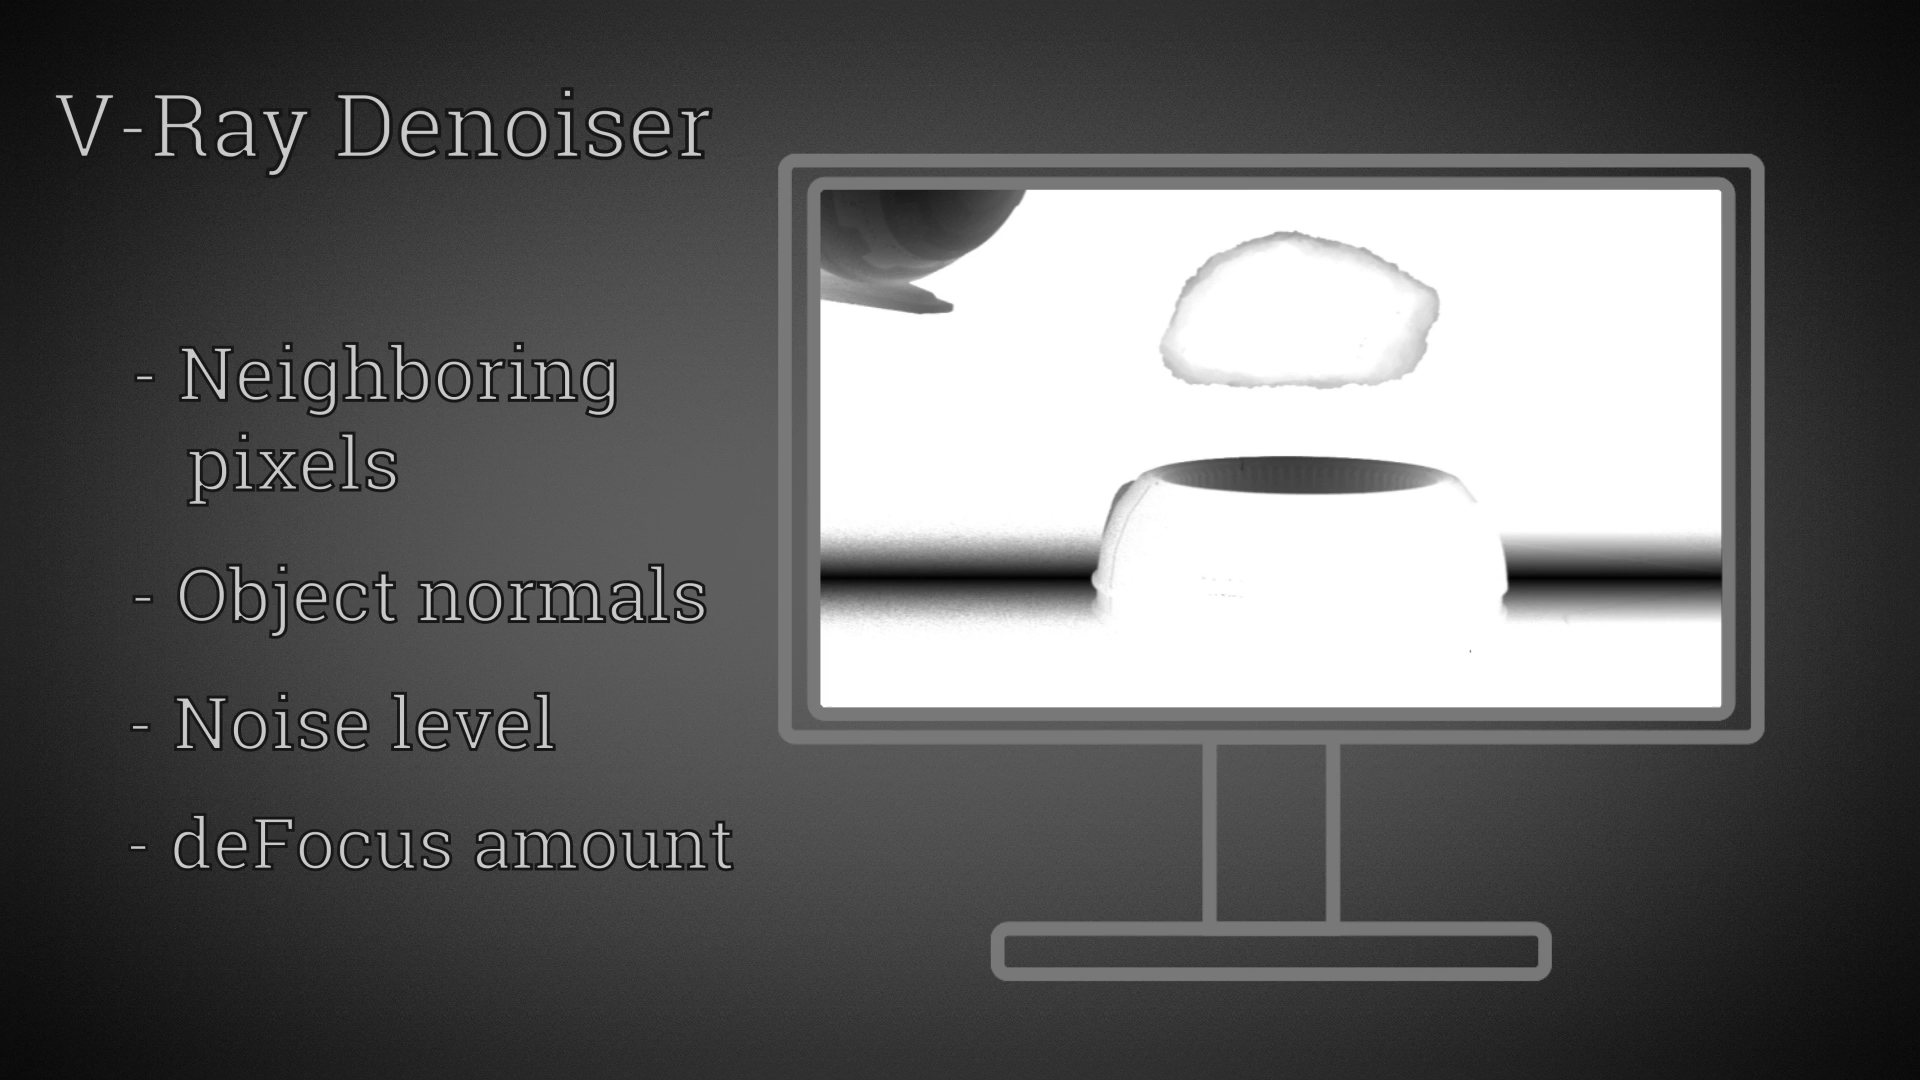 V-Ray Denoiser
- Neighboring
pixels
- Object normals
- Noise level
- deFocus amount